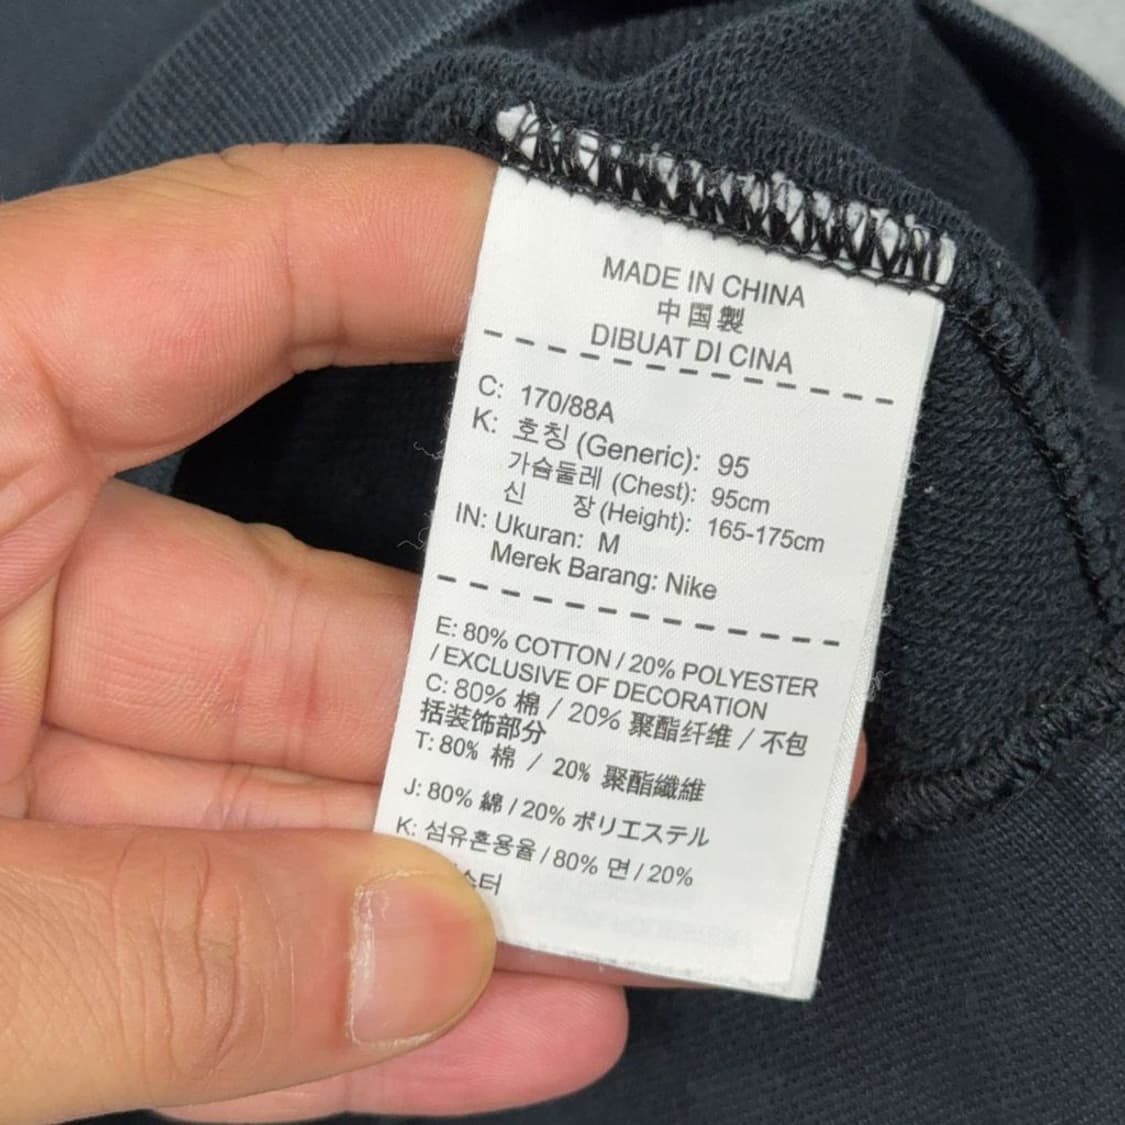 MADE IN CHINA
中国製
DIBUAT DI CINA
C: 170/88A
K: 호칭 (Generic): 95
가슴둘레 (Chest): 95cm
신 장 (Height): 165-175cm
IN: Ukuran: M
Merek Barang: Nike
E: 80% COTTON / 20% POLYESTER
/ EXCLUSIVE OF DECORATION
C: 80% 棉 / 20% 聚酯纤维 / 不包
括装饰部分
T: 80% 棉 / 20% 聚酯纖維
J: 80% 綿 / 20% ポリエステル
K: 섬유혼용율 / 80% 면 / 20%
스터